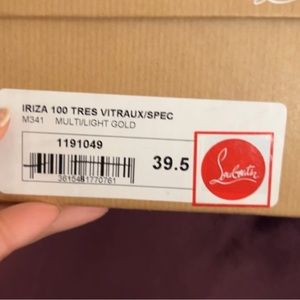 IRIZA 100 TRES VITRAUX/SPEC
M341 MULTI/LIGHT GOLD
1191049
39.5
Louboutin